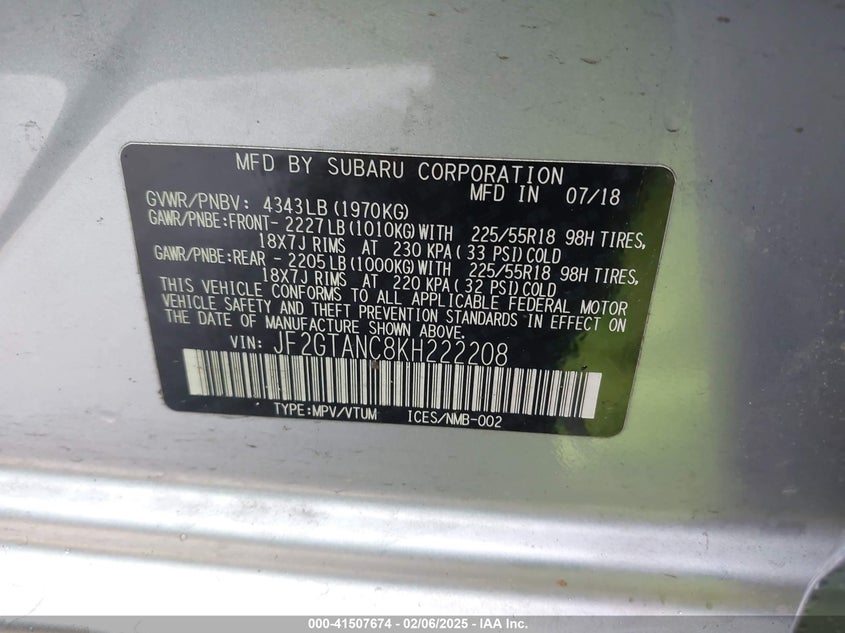 MFD BY SUBARU CORPORATION
MFD IN 07/18
GVWR/PNBV: 4343LB(1970KG)
GAWR/PNBE:FRONT- 2227LB(1010KG)WITH 225/55R18 98H TIRES,
18X7J RIMS AT 230 KPA( 33 PSI)COLD
GAWR/PNBE:REAR - 2205LB(1000KG)WITH 225/55R18 98H TIRES,
18X7J RIMS AT 220 KPA( 32 PSI)COLD
THIS VEHICLE CONFORMS TO ALL APPLICABLE FEDERAL MOTOR
VEHICLE SAFETY AND THEFT PREVENTION STANDARDS IN EFFECT ON
THE DATE OF MANUFACTURE SHOWN ABOVE.
VIN: JF2GTANC8KH222208
TYPE:MPV/VTUM ICES/NMB-002
000-41507674 - 02/06/2025 - IAA Inc.